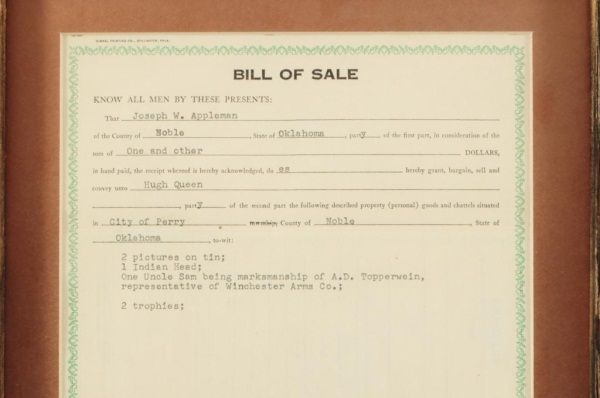 BILL OF SALE
KNOW ALL MEN BY THESE PRESENTS:
That Joseph W. Appleman
of the County of Noble, State of Oklahoma, party of the first part, in consideration of the
sum of One and other DOLLARS,
in hand paid, the receipt whereof is hereby acknowledged, do es hereby grant, bargain, sell and
convey unto Hugh Queen
, party of the second part the following described property (personal) goods and chattels situated
in City of Perry township, County of Noble, State of
Oklahoma, to-wit:
2 pictures on tin;
1 Indian Head;
One Uncle Sam being marksmanship of A.D. Topperwein,
representative of Winchester Arms Co.;
2 trophies;